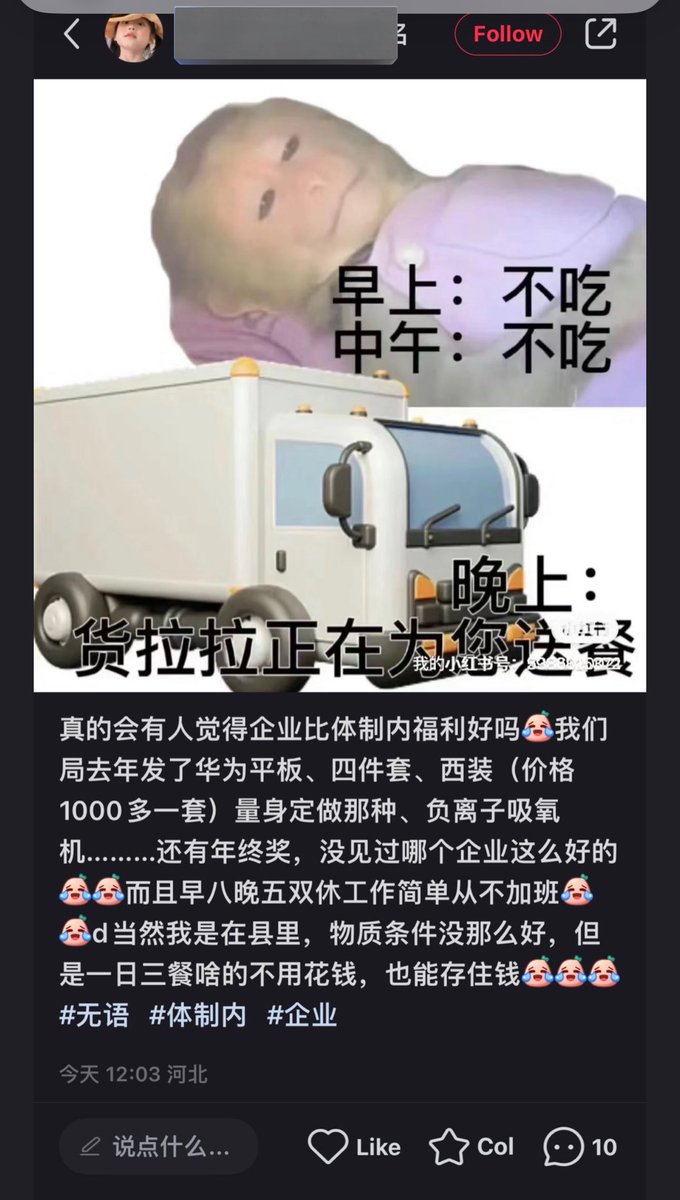 名
Follow
早上：不吃
中午：不吃
晚上：
货拉拉正在为您送餐
真的会有人觉得企业比体制内福利好吗😂我们
局去年发了华为平板、四件套、西装（价格
1000多一套）量身定做那种、负离子吸氧
机………还有年终奖，没见过哪个企业这么好的
😂😂而且早八晚五双休工作简单从不加班😂
😂d当然我是在县里，物质条件没那么好，但
是一日三餐啥的不用花钱，也能存住钱😂😂😂
#无语 #体制内 #企业
今天 12:03 河北
说点什么...
Like
Col
10